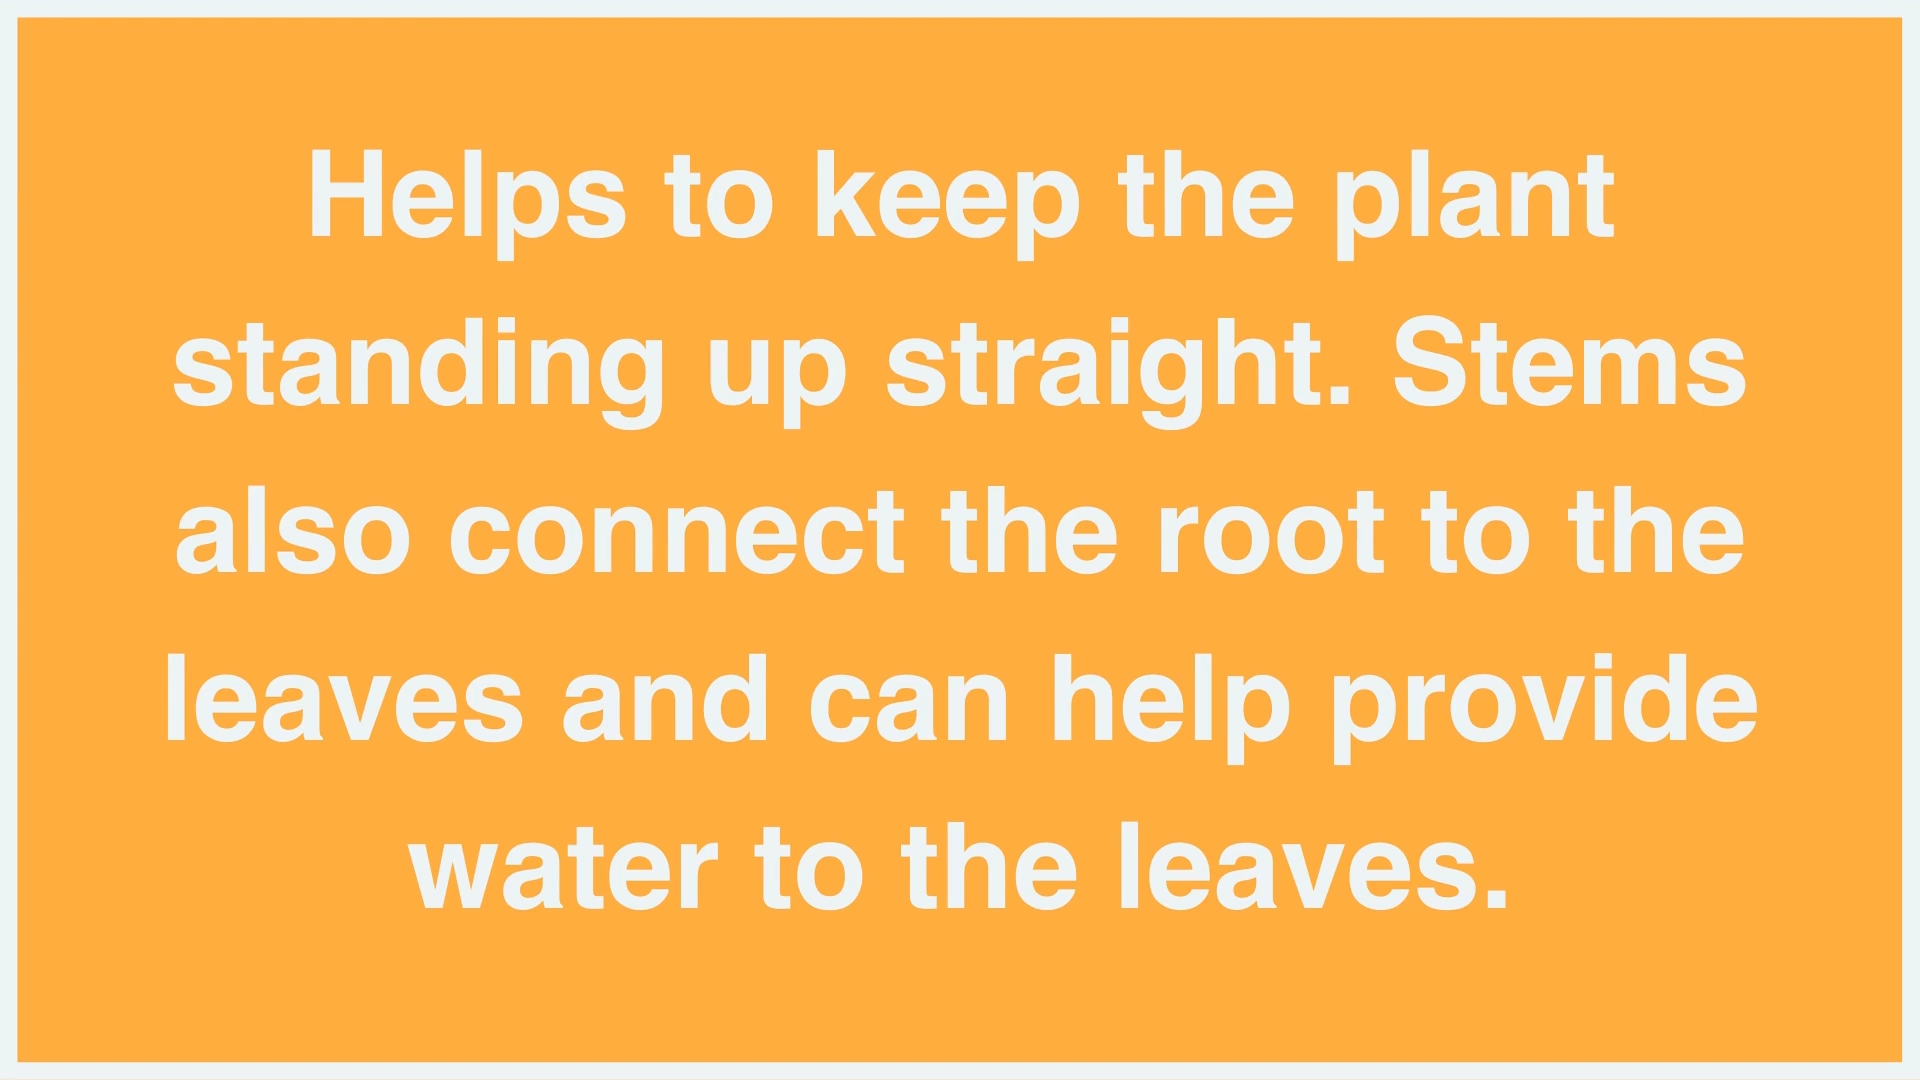 Helps to keep the plant
standing up straight. Stems
also connect the root to the
leaves and can help provide
water to the leaves.